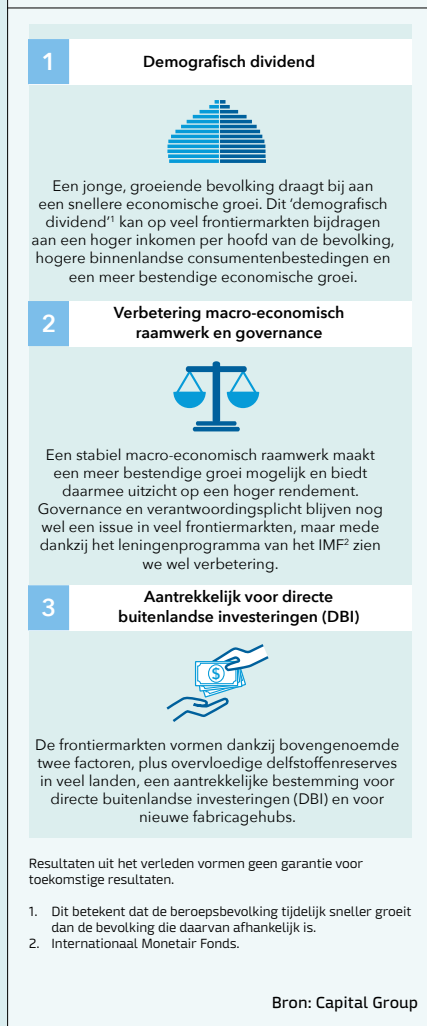 1
Demografisch dividend
Een jonge, groeiende bevolking draagt bij aan
een snellere economische groei. Dit ‘demografisch
dividend’¹ kan op veel frontiermarkten bijdragen
aan een hoger inkomen per hoofd van de bevolking,
hogere binnenlandse consumentenbestedingen en
een meer bestendige economische groei.
2
Verbetering macro-economisch
raamwerk en governance
Een stabiel macro-economisch raamwerk maakt
een meer bestendige groei mogelijk en biedt
daarmee uitzicht op een hoger rendement.
Governance en verantwoordingsplicht blijven nog
wel een issue in veel frontiermarkten, maar mede
dankzij het leningenprogramma van het IMF² zien
we wel verbetering.
3
Aantrekkelijk voor directe
buitenlandse investeringen (DBI)
$
De frontiermarkten vormen dankzij bovengenoemde
twee factoren, plus overvloedige delfstoffenreserves
in veel landen, een aantrekkelijke bestemming voor
directe buitenlandse investeringen (DBI) en voor
nieuwe fabricagehubs.
Resultaten uit het verleden vormen geen garantie voor
toekomstige resultaten.
1. Dit betekent dat de beroepsbevolking tijdelijk sneller groeit
dan de bevolking die daarvan afhankelijk is.
2. Internationaal Monetair Fonds.
Bron: Capital Group